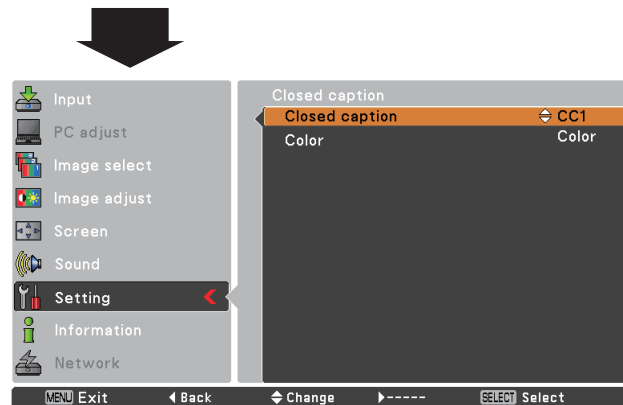 Closed caption
Input
Closed caption CC1
PC adjust
Color Color
Image select
Image adjust
Screen
Sound
Setting
Information
Network
MENU Exit Back Change ----- SELECT Select